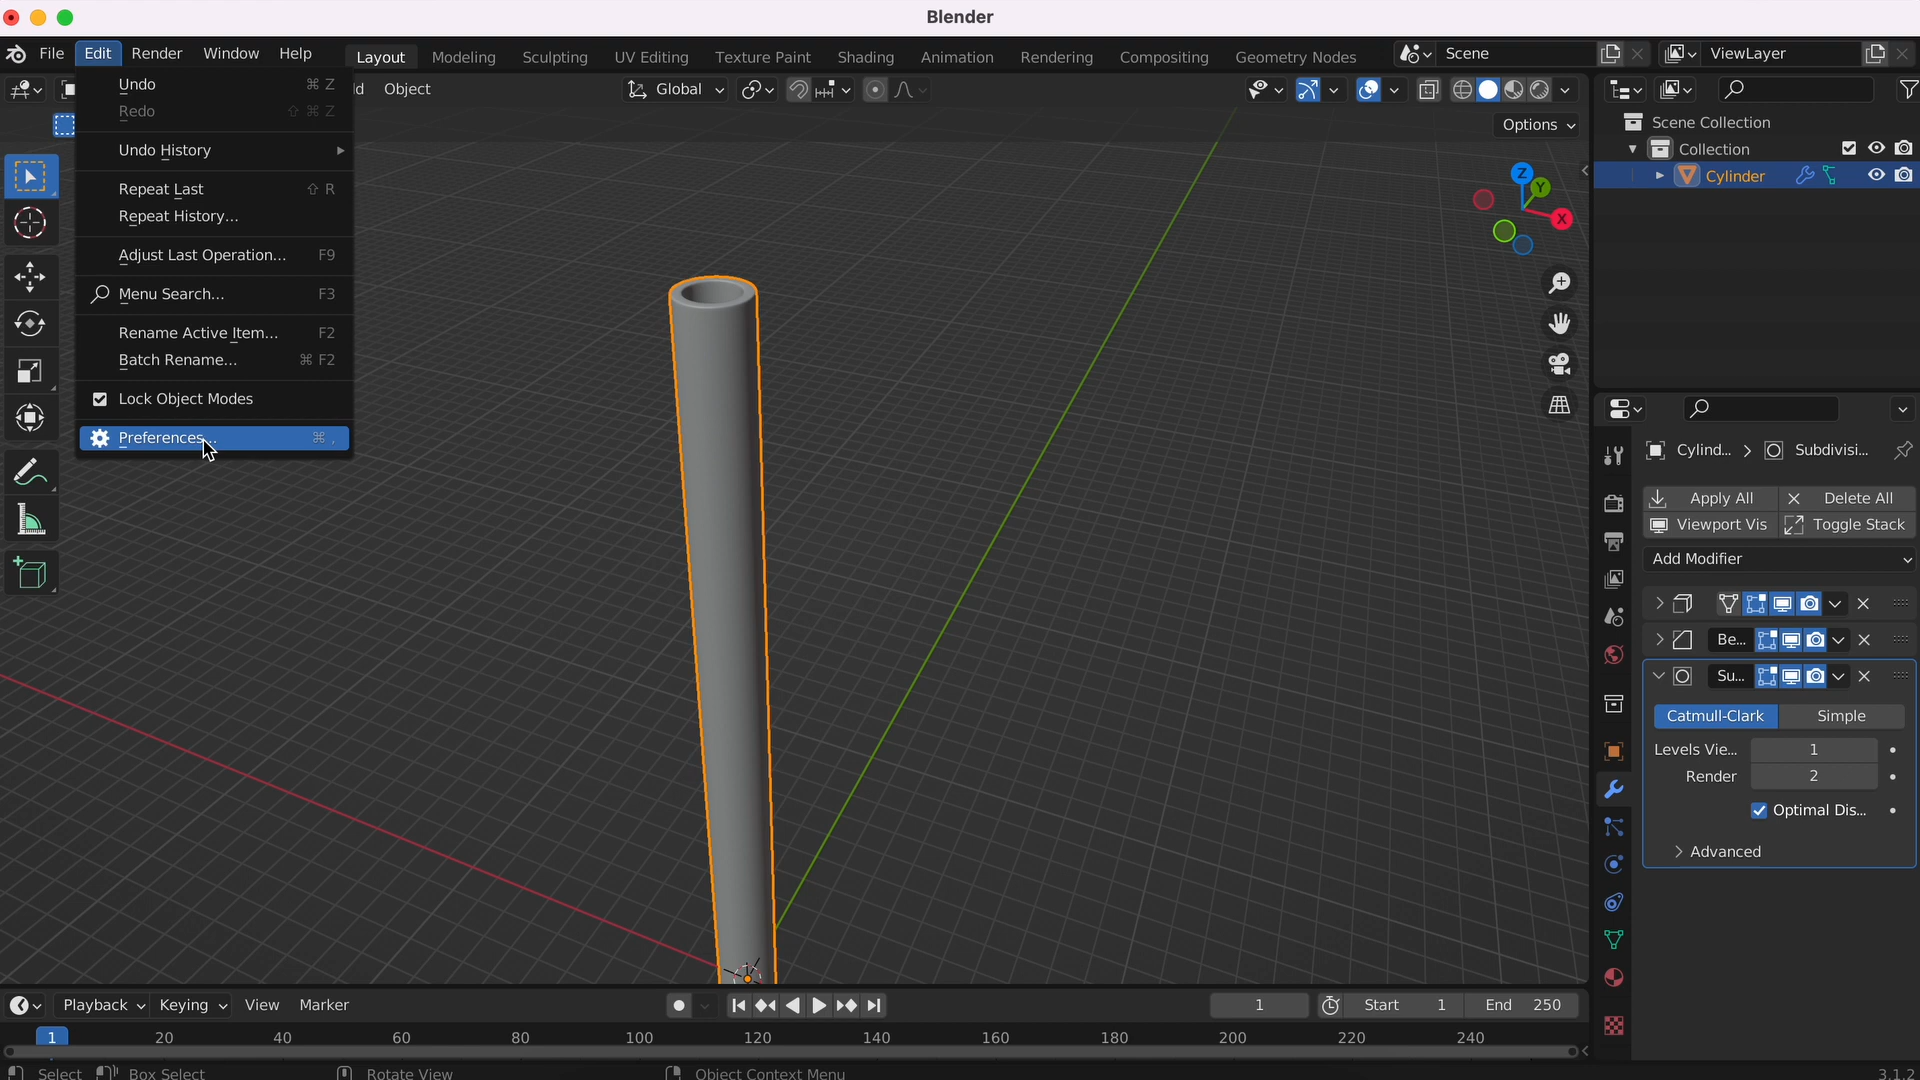 Blender
File Edit Render Window Help Layout Modeling Sculpting UV Editing Texture Paint Shading Animation Rendering Compositing Geometry Nodes Scene ViewLayer
d Object Global
Options
Undo ⌘ Z
Redo ⇧ ⌘ Z
Undo History
Repeat Last ⇧ R
Repeat History...
Adjust Last Operation... F9
Menu Search... F3
Rename Active Item... F2
Batch Rename... ⌘ F2
Lock Object Modes
Preferences... ⌘ ,
Z
Y
X
Scene Collection
Collection
Cylinder
Cylind... > Subdivisi...
Apply All Delete All
Viewport Vis Toggle Stack
Add Modifier
Be...
Su...
Catmull-Clark Simple
Levels Vie... 1
Render 2
Optimal Dis...
Advanced
Playback Keying View Marker 1 Start 1 End 250
1 20 40 60 80 100 120 140 160 180 200 220 240
Select Box Select Rotate View Object Context Menu 3.1.2